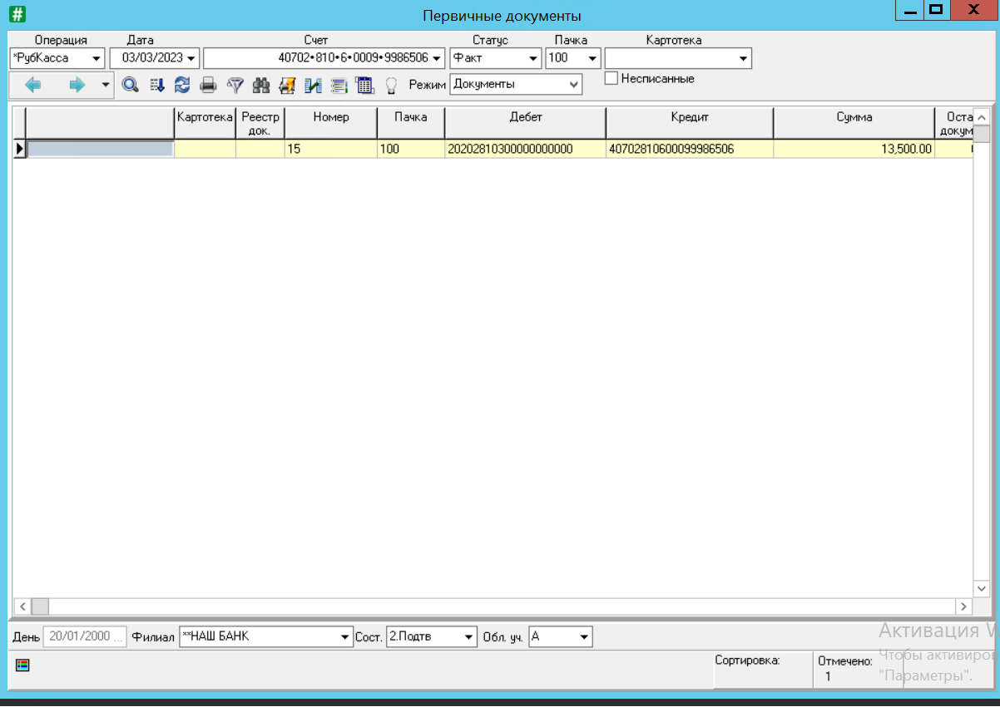 Первичные документы
Операция Дата Счет Статус Пачка Картотека
*РубКасса 03/03/2023 40702•810•6•0009•9986506 Факт 100
Режим Документы Несписанные
Картотека Реестр док. Номер Пачка Дебет Кредит Сумма Оста докум
15 100 20202810300000000000 40702810600099986506 13,500.00
День 20/01/2000 ... Филиал **НАШ БАНК Сост. 2.Подтв Обл. уч. А
Активация W
Сортировка: Отмечено: Чтобы активиров
1 "Параметры".